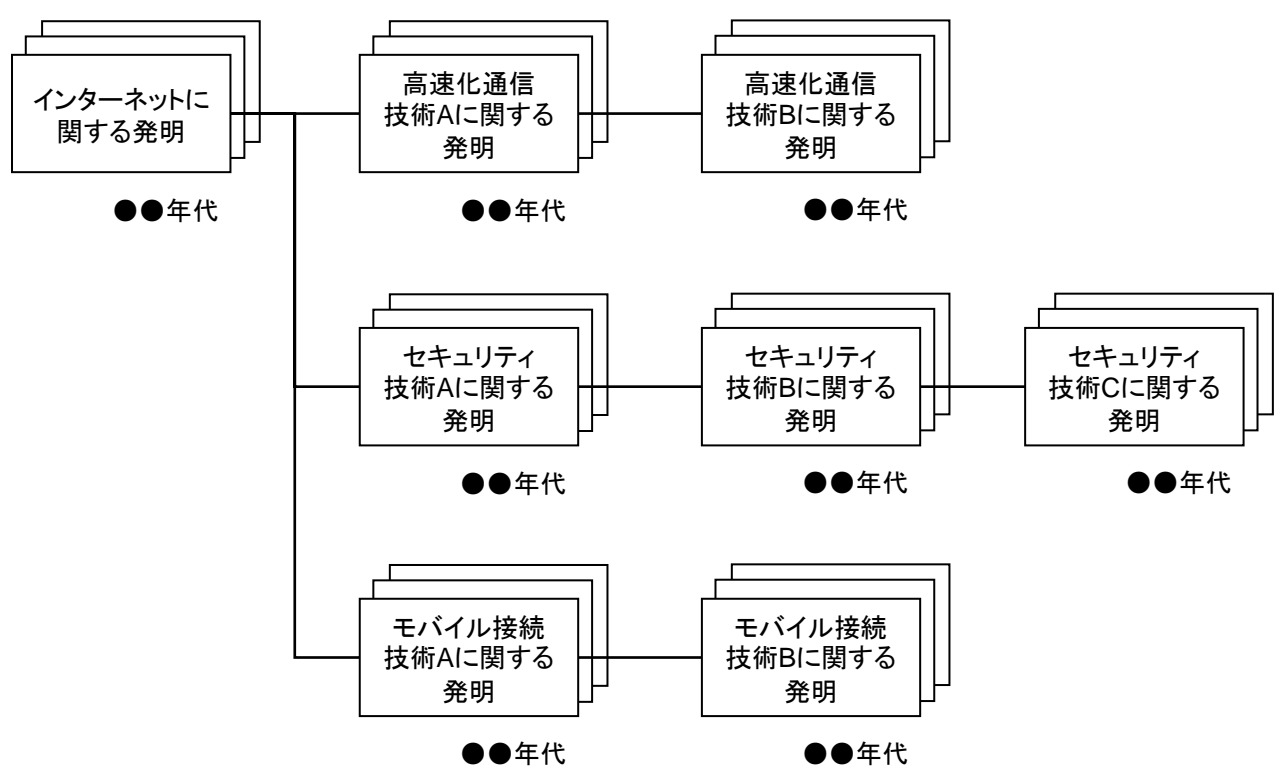 インターネットに
関する発明
●●年代
高速化通信
技術Aに関する
発明
●●年代
高速化通信
技術Bに関する
発明
●●年代
セキュリティ
技術Aに関する
発明
●●年代
セキュリティ
技術Bに関する
発明
●●年代
セキュリティ
技術Cに関する
発明
●●年代
モバイル接続
技術Aに関する
発明
●●年代
モバイル接続
技術Bに関する
発明
●●年代